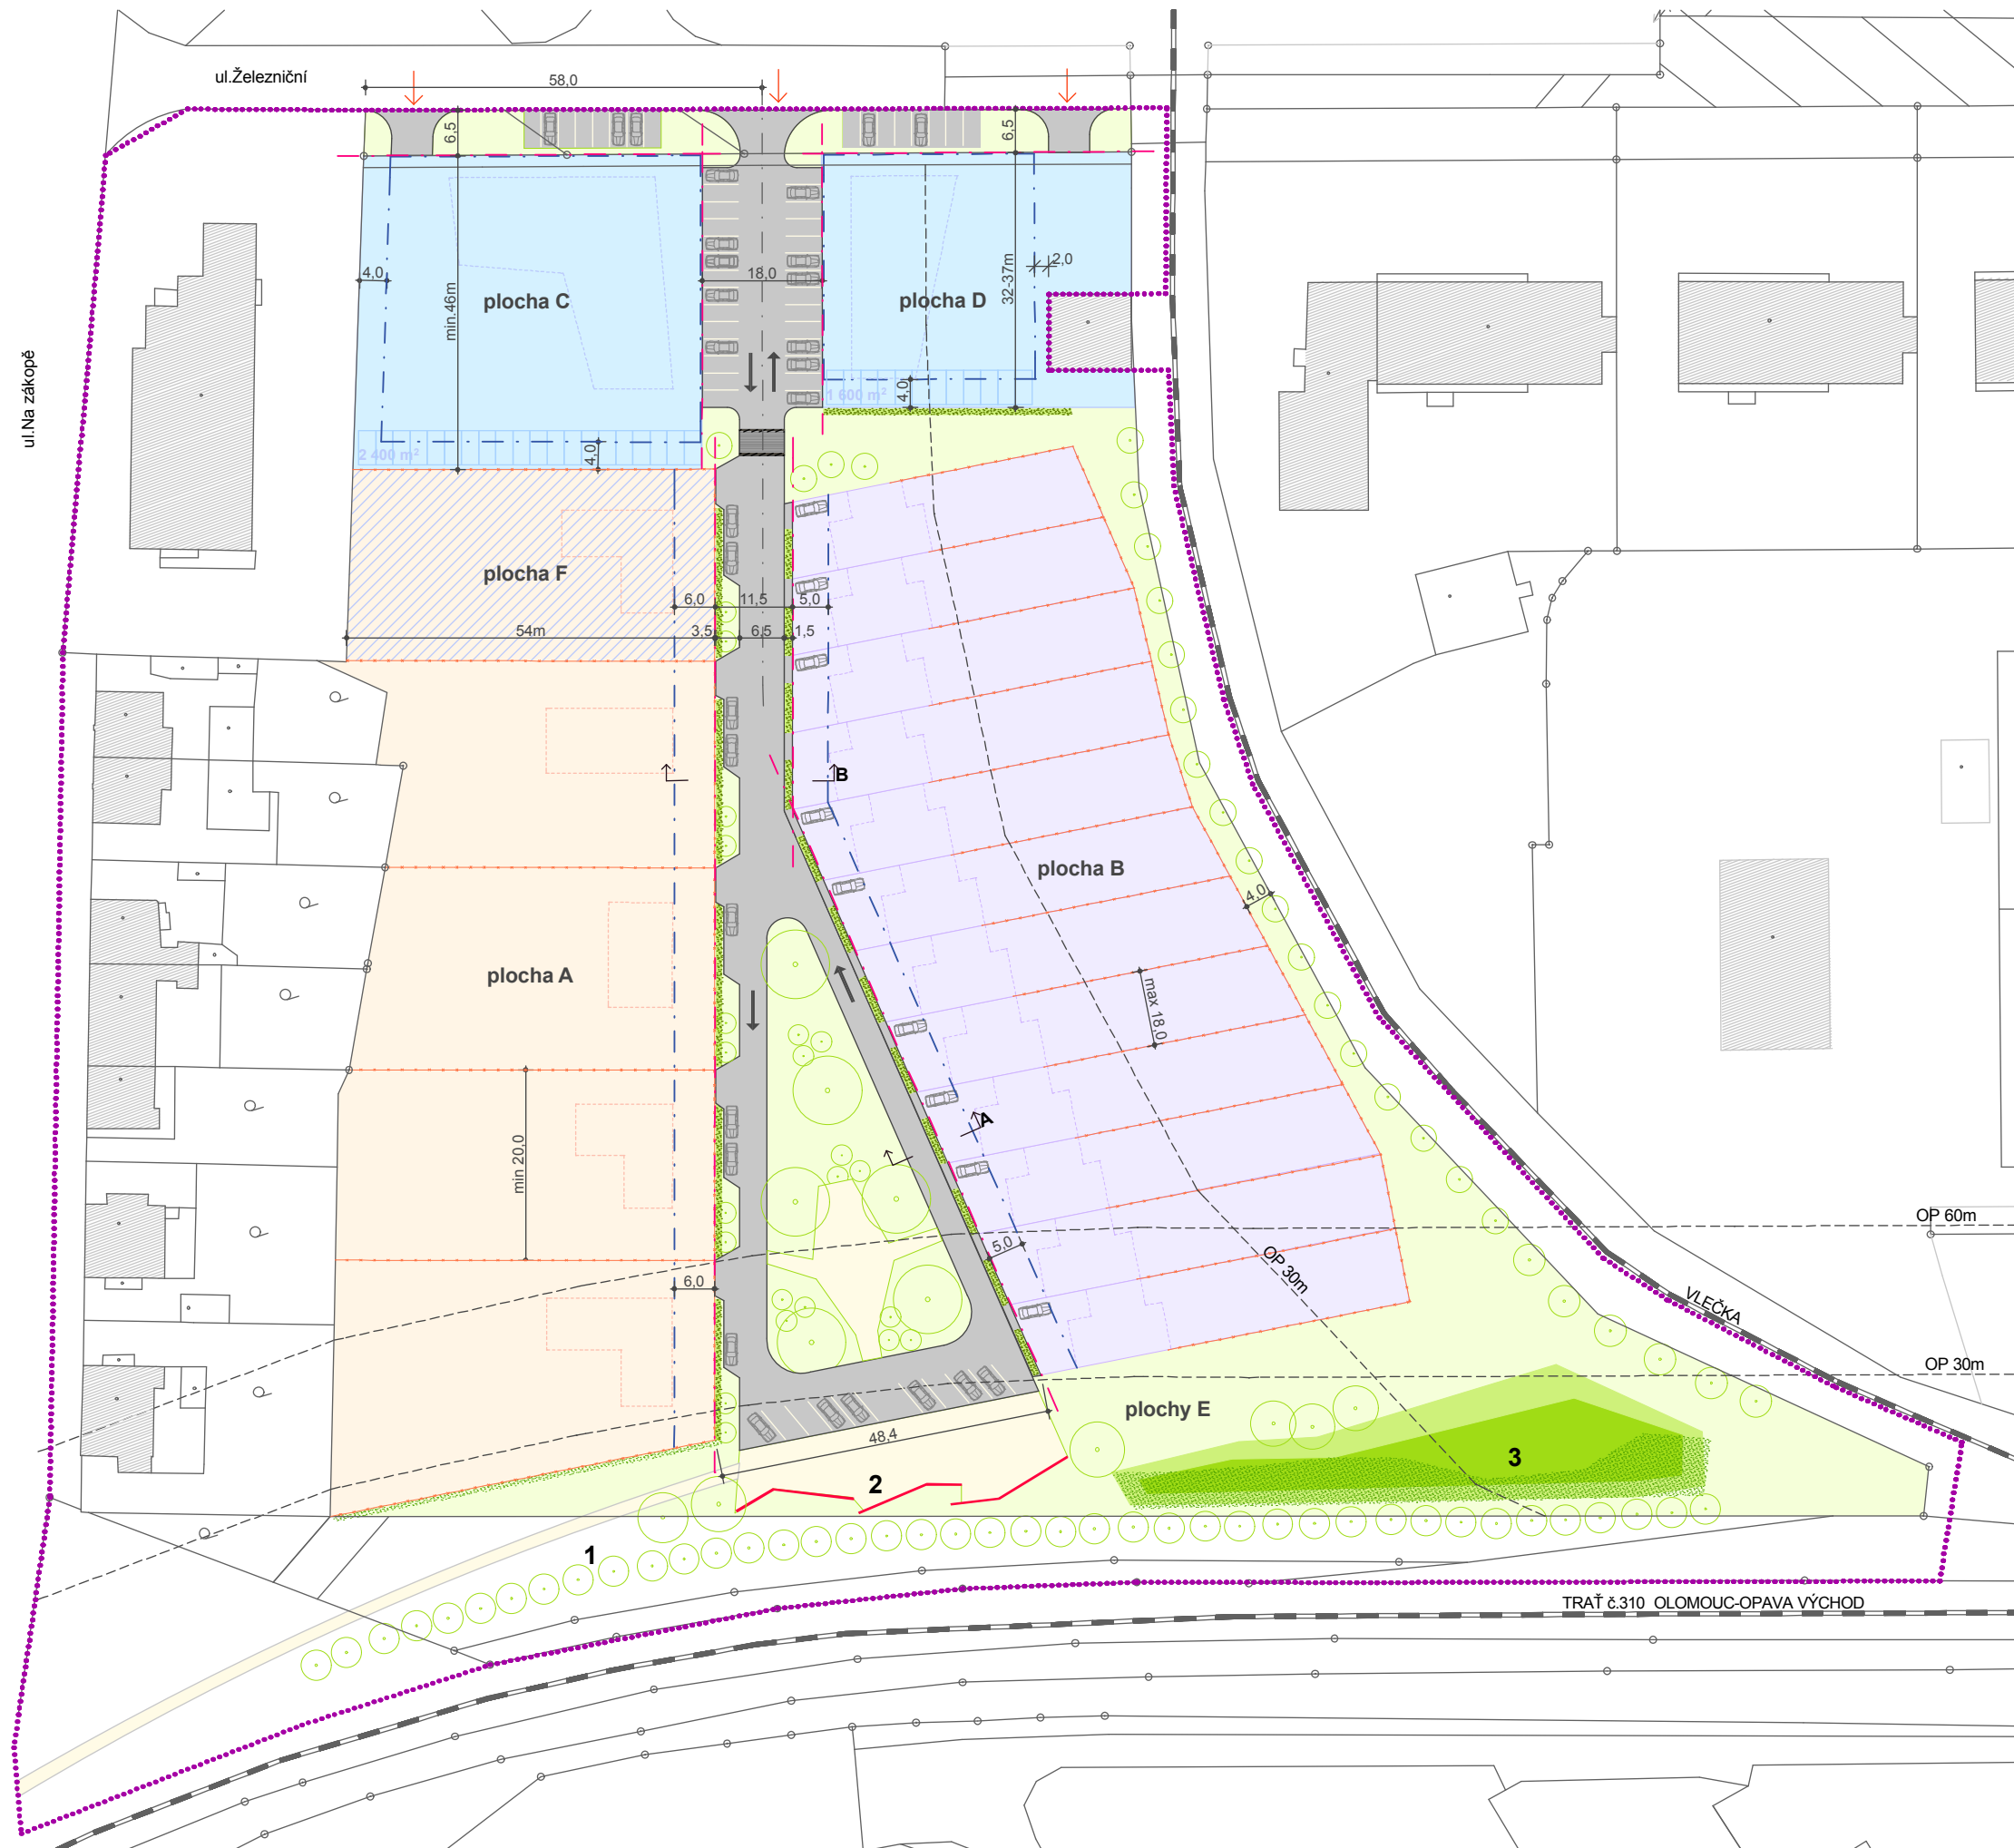 ul.Železniční
58,0
6,5
6,5
ul.Na zákopě
4,0
min.46m
plocha C
18,0
plocha D
32-37m
2,0
1 600 m²
4,0
2 400 m²
4,0
plocha F
6,0
11,5
5,0
54m
3,5
6,5
1,5
B
plocha B
4,0
plocha A
max 18,0
A
min 20,0
OP 60m
5,0
OP 30m
6,0
VLEČKA
OP 30m
plochy E
48,4
3
2
1
TRAŤ č.310 OLOMOUC-OPAVA VÝCHOD